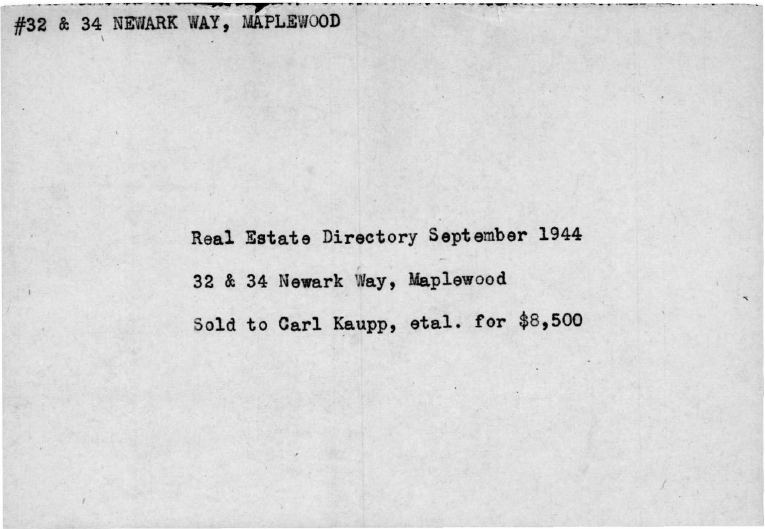 #32 & 34 NEWARK WAY, MAPLEWOOD
Real Estate Directory September 1944
32 & 34 Newark Way, Maplewood
Sold to Carl Kaupp, etal. for $8,500